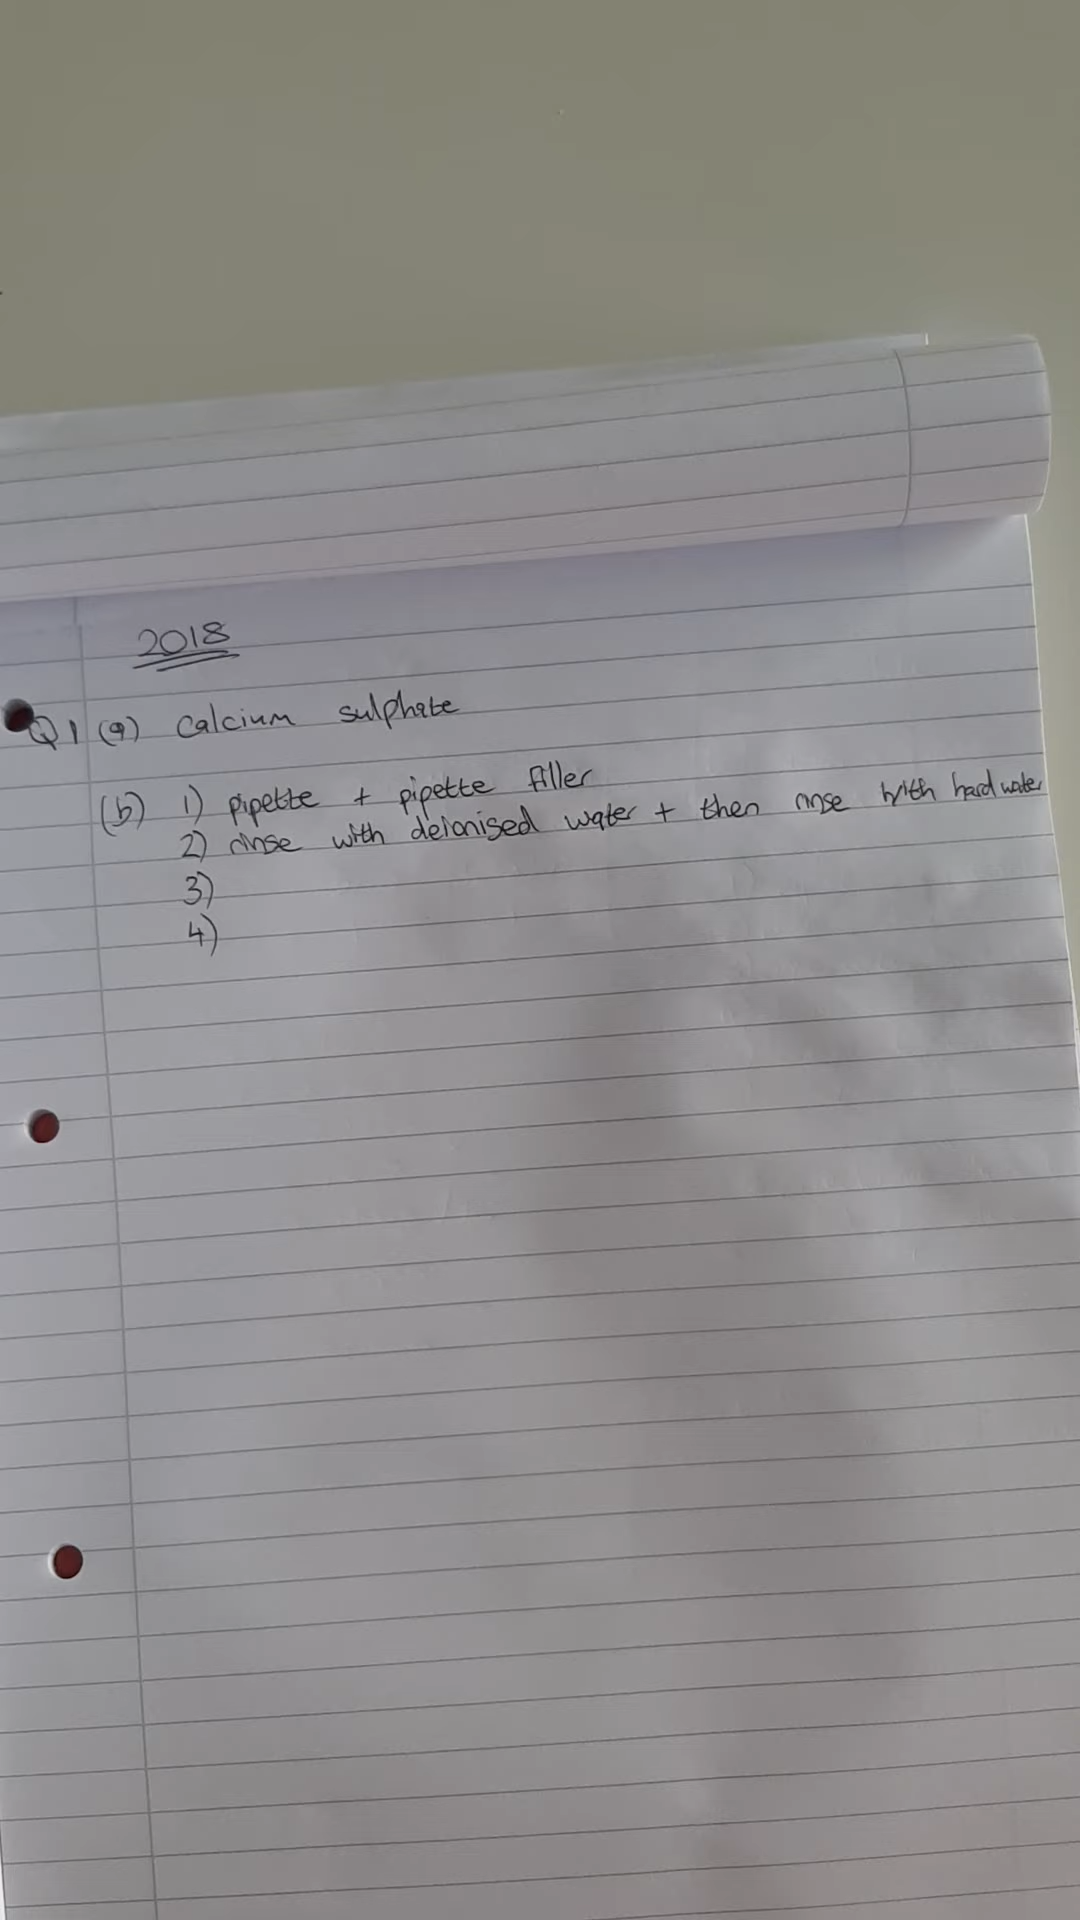 2018
Q1 (a) Calcium sulphate
(b) 1) pipette + pipette filler
2) rinse with deionised water + then rinse with hard water
3)
4)